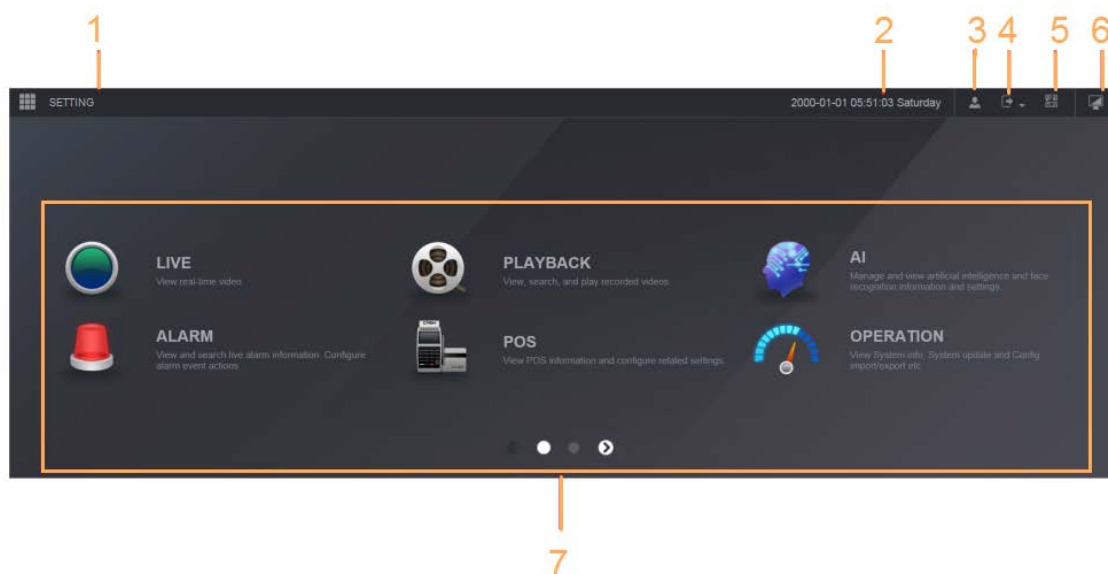 1 2 3 4 5 6
SETTING 2000-01-01 05:51:03 Saturday
LIVE
View real-time video.
PLAYBACK
View, search, and play recorded videos.
AI
Manage and view artificial intelligence and face
recognition information and settings.
ALARM
View and search live alarm information. Configure
alarm event actions.
POS
View POS information and configure related settings.
OPERATION
View System info, System update and Config
import/export etc
7